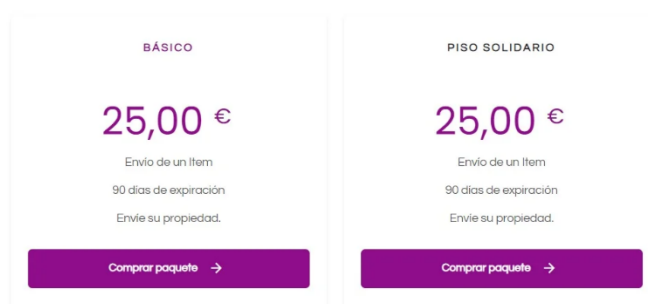 BÁSICO
25,00 €
Envío de un Item
90 días de expiración
Envíe su propiedad.
Comprar paquete →
PISO SOLIDARIO
25,00 €
Envío de un Item
90 días de expiración
Envíe su propiedad.
Comprar paquete →